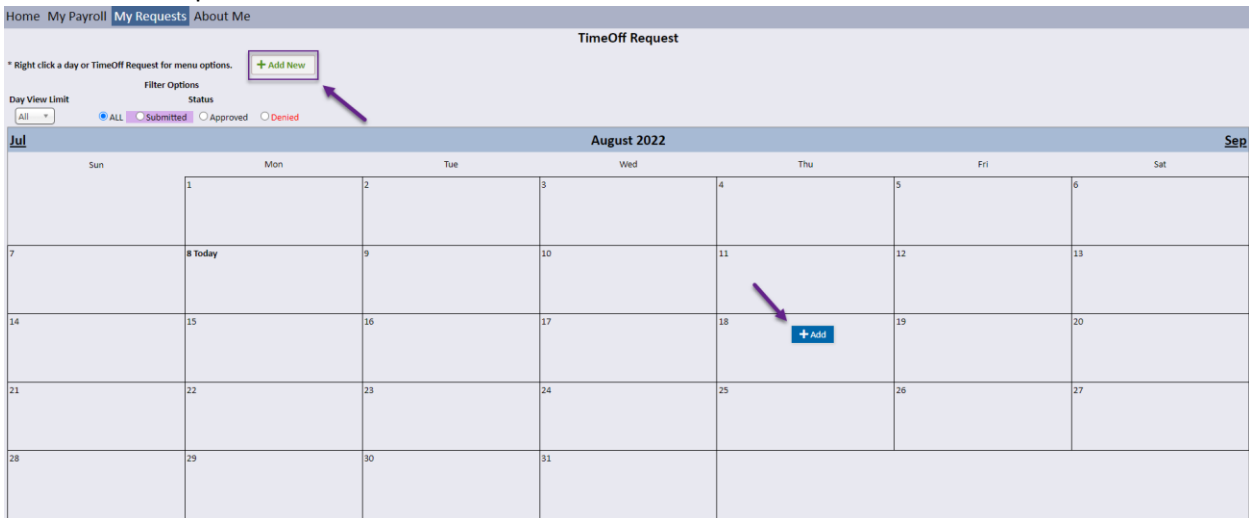 Home My Payroll My Requests About Me
TimeOff Request
* Right click a day or TimeOff Request for menu options. + Add New
Filter Options
Day View Limit Status
All ALL Submitted Approved Denied
Jul August 2022 Sep
Sun Mon Tue Wed Thu Fri Sat
1 2 3 4 5 6
7 8 Today 9 10 11 12 13
14 15 16 17 18 + Add 19 20
21 22 23 24 25 26 27
28 29 30 31